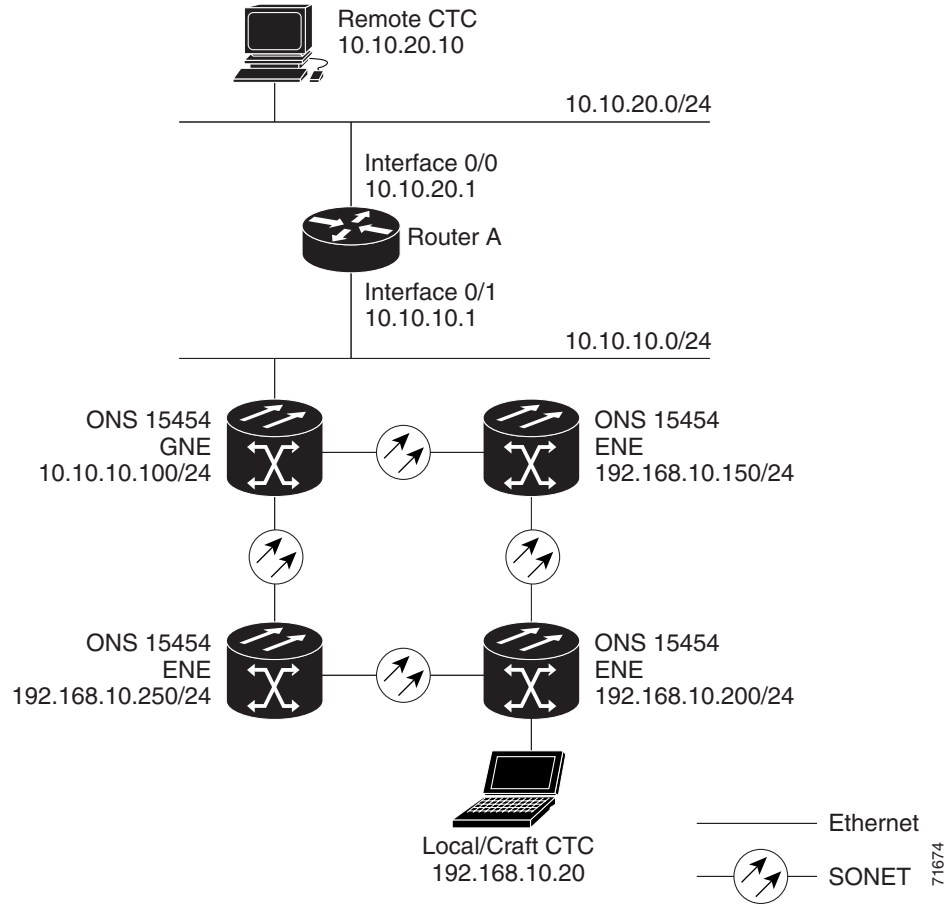 Remote CTC
10.10.20.10
10.10.20.0/24
Interface 0/0
10.10.20.1
Router A
Interface 0/1
10.10.10.1
10.10.10.0/24
ONS 15454
GNE
10.10.10.100/24
ONS 15454
ENE
192.168.10.150/24
ONS 15454
ENE
192.168.10.250/24
ONS 15454
ENE
192.168.10.200/24
Local/Craft CTC
192.168.10.20
Ethernet
SONET
71674